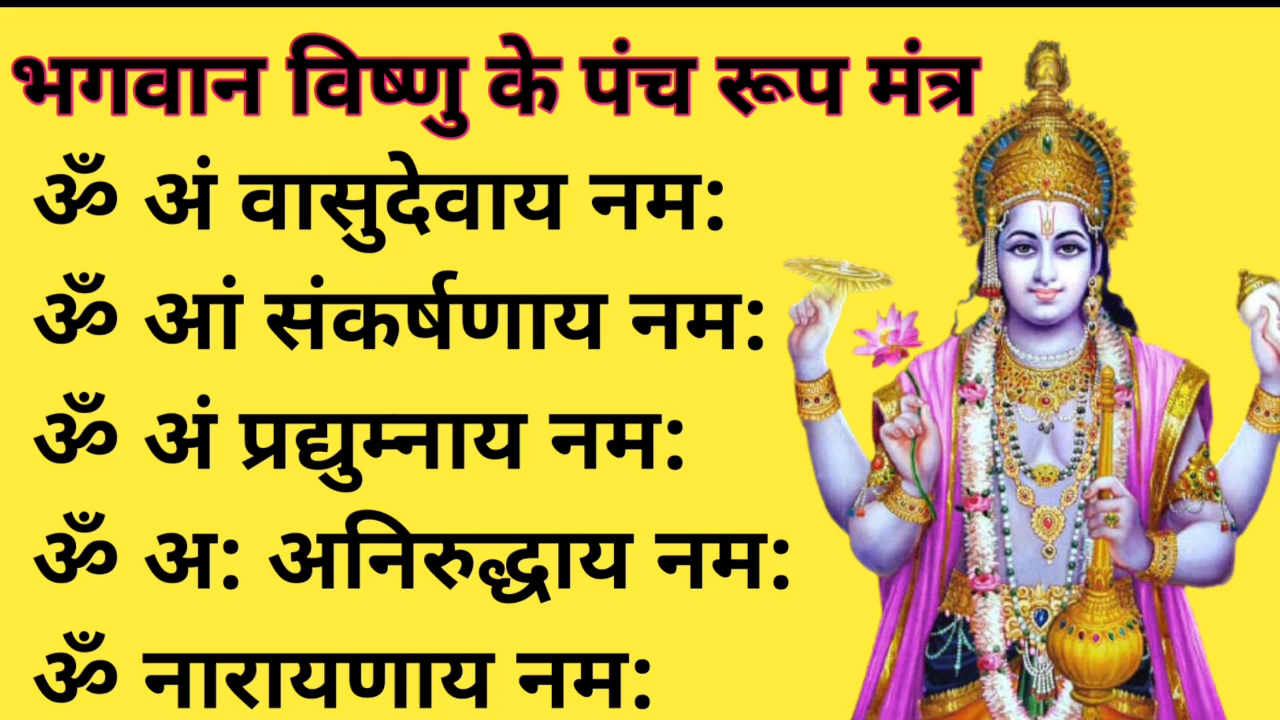 भगवान विष्णु के पंच रूप मंत्र
ॐ अं वासुदेवाय नम:
ॐ आं संकर्षणाय नम:
ॐ अं प्रद्युम्नाय नम:
ॐ अ: अनिरुद्धाय नम:
ॐ नारायणाय नम: